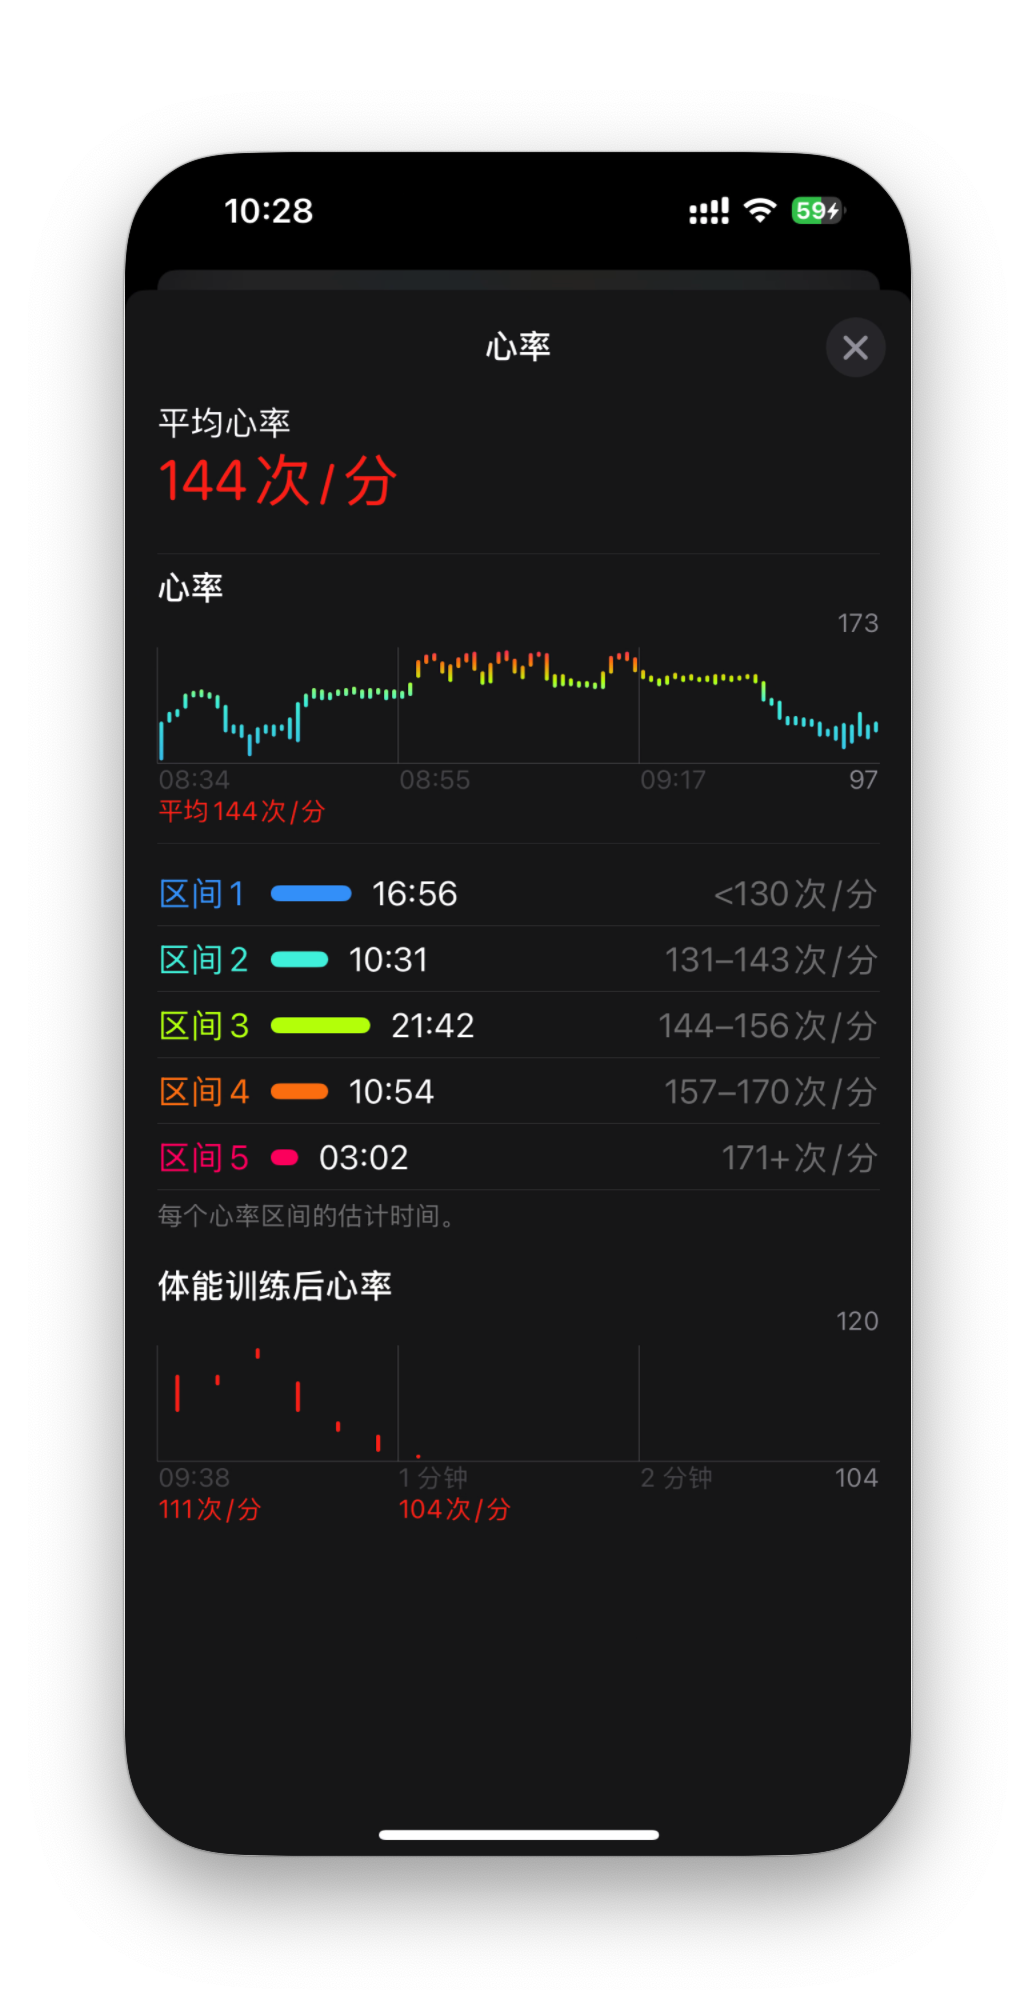 10:28
59
心率
平均心率
144次/分
心率
173
08:34 08:55 09:17 97
平均144次/分
区间1 16:56 <130次/分
区间2 10:31 131–143次/分
区间3 21:42 144–156次/分
区间4 10:54 157–170次/分
区间5 03:02 171+次/分
每个心率区间的估计时间。
体能训练后心率
120
09:38 1 分钟 2 分钟 104
111次/分 104次/分